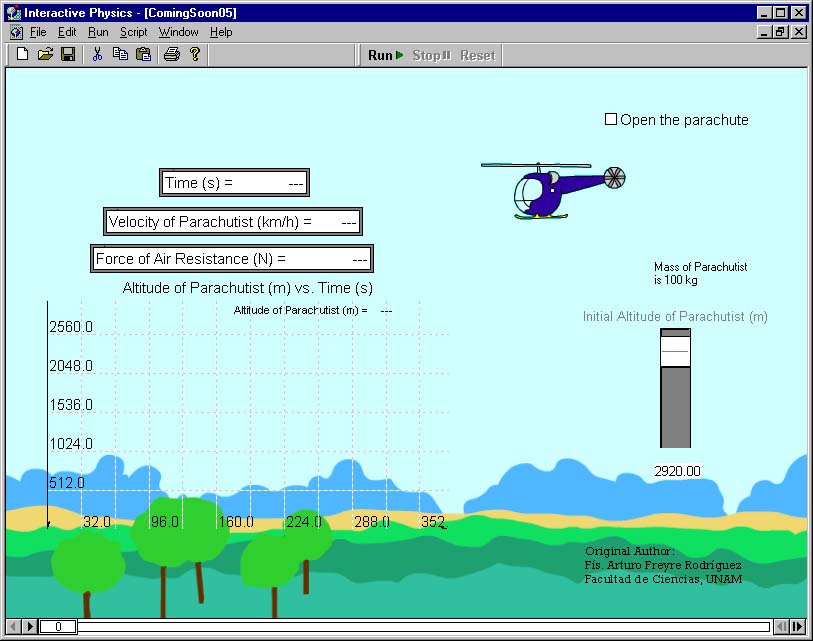 Interactive Physics - [ComingSoon05]
File Edit Run Script Window Help
Run Stop Reset
Open the parachute
Time (s) = ---
Velocity of Parachutist (km/h) = ---
Force of Air Resistance (N) = ---
Mass of Parachutist
is 100 kg
Altitude of Parachutist (m) vs. Time (s)
Altitude of Parachutist (m) = ---
Initial Altitude of Parachutist (m)
2560.0
2048.0
1536.0
1024.0
2920.00
512.0
32.0 96.0 160.0 224.0 288.0 352.
Original Author:
Fís. Arturo Freyre Rodríguez
Facultad de Ciencias, UNAM
0